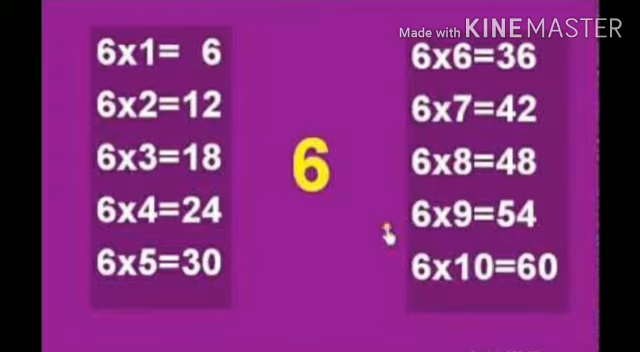 Made with KINEMASTER
6x1= 6
6x2=12
6x3=18
6x4=24
6x5=30
6
6x6=36
6x7=42
6x8=48
6x9=54
6x10=60